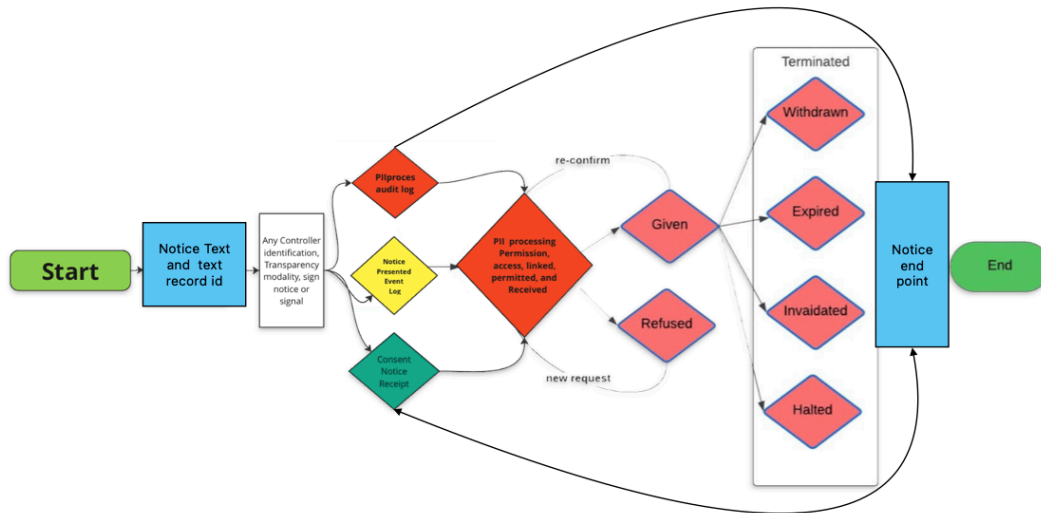 Start
Notice Text
and text
record id
Any Controller
identification,
Transparency
modality, sign
notice or
signal
PIIproces
audit log
Notice
Presented
Event
Log
Consent
Notice
Receipt
PII processing
Permission,
access, linked,
permitted, and
Received
re-confirm
Given
Refused
new request
Terminated
Withdrawn
Expired
Invaidated
Halted
Notice
end
point
End